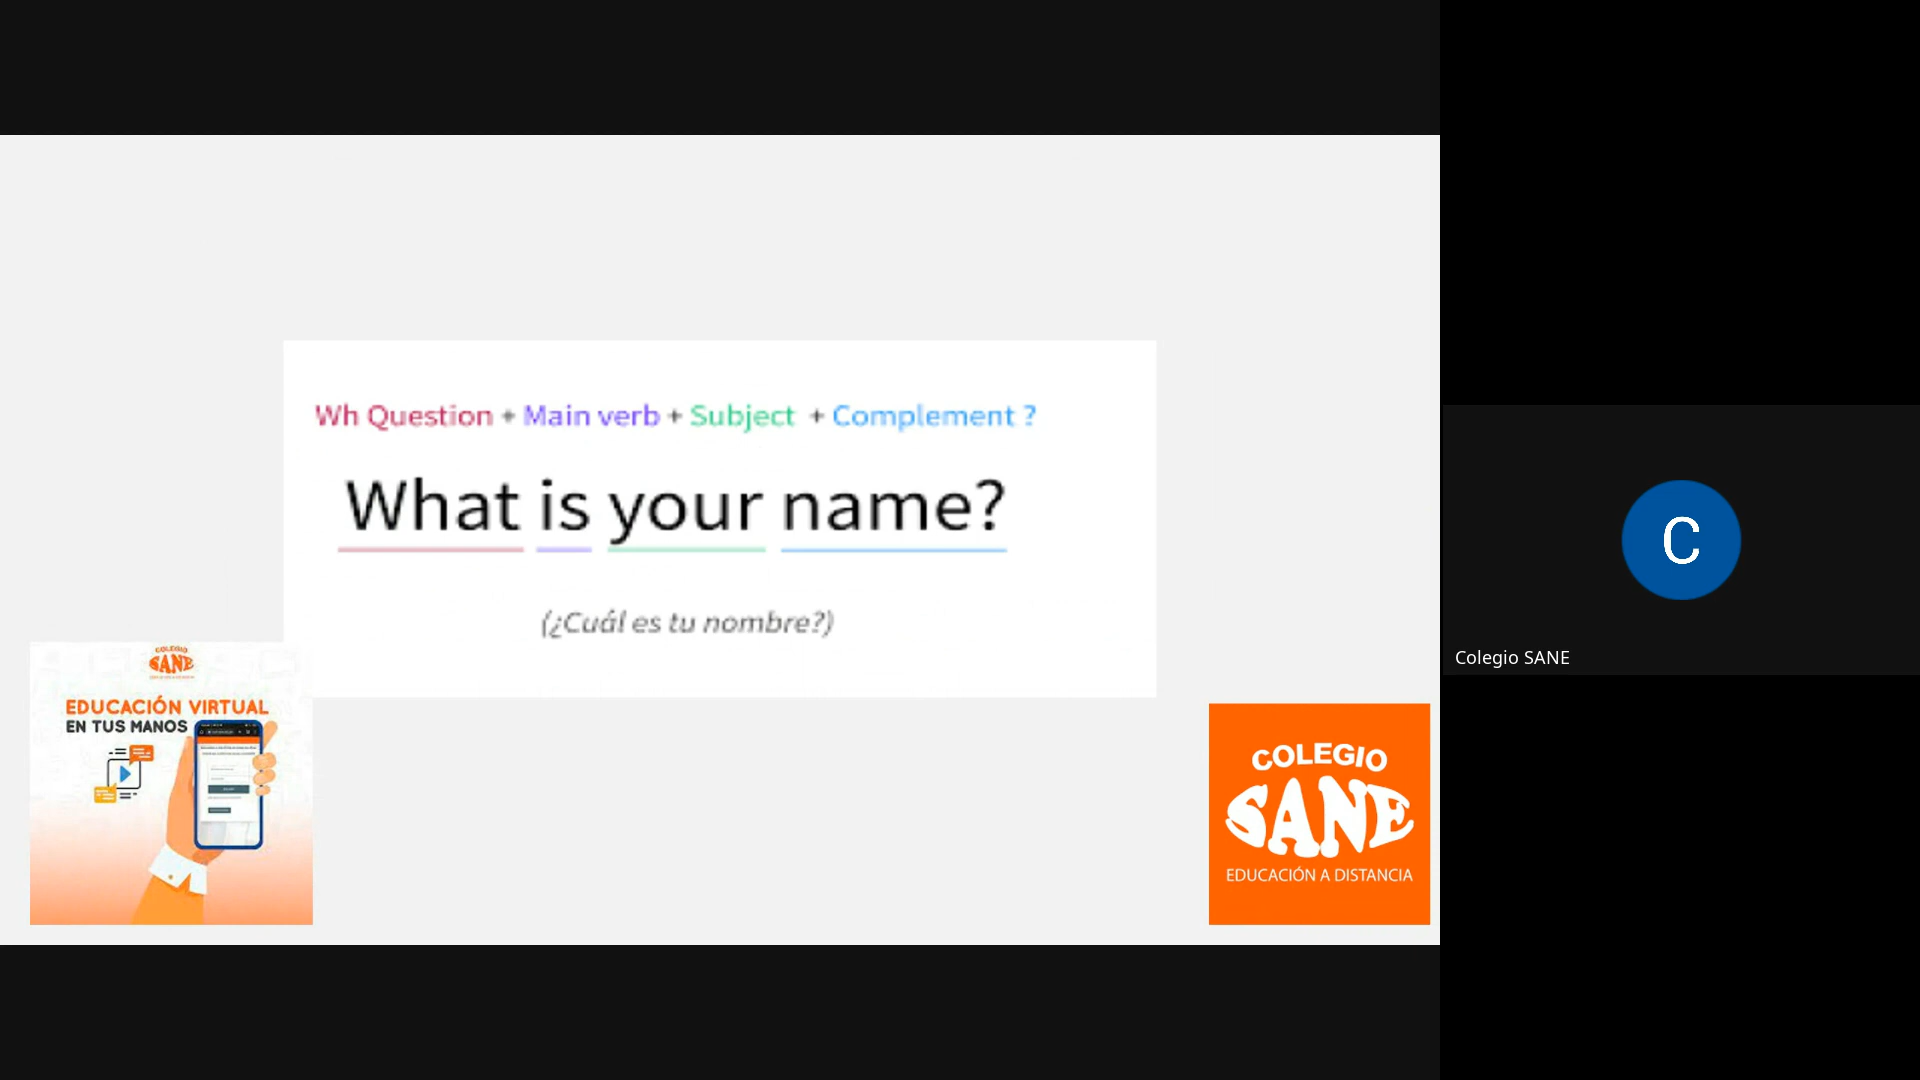 Wh Question + Main verb + Subject + Complement ?
What is your name?
(¿Cuál es tu nombre?)
COLEGIO
SANE
EDUCACIÓN VIRTUAL
EN TUS MANOS
COLEGIO
SANE
EDUCACIÓN A DISTANCIA
C
Colegio SANE